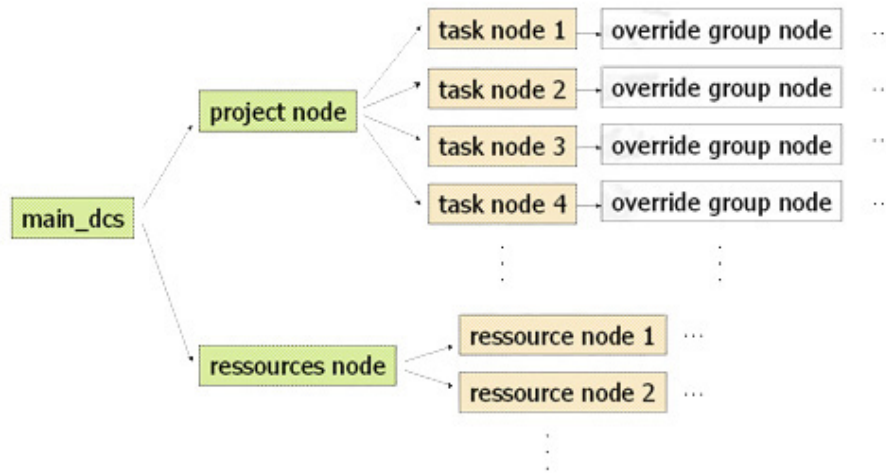 task node 1 override group node ...
task node 2 override group node ...
project node
task node 3 override group node ...
task node 4 override group node ...
main_dcs
ressource node 1 ...
ressources node
ressource node 2 ...